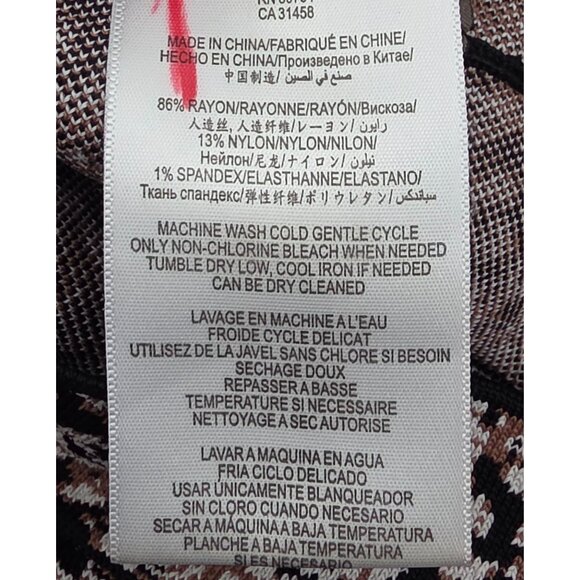 CA 31458
MADE IN CHINA/FABRIQUÉ EN CHINE/
HECHO EN CHINA/Произведено в Китае/
中国制造/ صنع في الصين/
86% RAYON/RAYONNE/RAYÓN/Вискоза/
人造丝, 人造纤维/レーヨン/ رايون/
13% NYLON/NYLON/NILON/
Нейлон/尼龙/ナイロン/ نيلون/
1% SPANDEX/ELASTHANNE/ELASTANO/
Ткань спандекс/弹性纤维/ポリウレタン/ سباندكس/
MACHINE WASH COLD GENTLE CYCLE
ONLY NON-CHLORINE BLEACH WHEN NEEDED
TUMBLE DRY LOW, COOL IRON IF NEEDED
CAN BE DRY CLEANED
LAVAGE EN MACHINE A L'EAU
FROIDE CYCLE DELICAT
UTILISEZ DE LA JAVEL SANS CHLORE SI BESOIN
SECHAGE DOUX
REPASSER A BASSE
TEMPERATURE SI NECESSAIRE
NETTOYAGE A SEC AUTORISE
LAVAR A MAQUINA EN AGUA
FRIA CICLO DELICADO
USAR ÚNICAMENTE BLANQUEADOR
SIN CLORO CUANDO NECESARIO
SECAR A MÁQUINA A BAJA TEMPERATURA
PLANCHE A BAJA TEMPERATURA
SI ES NECESARIO